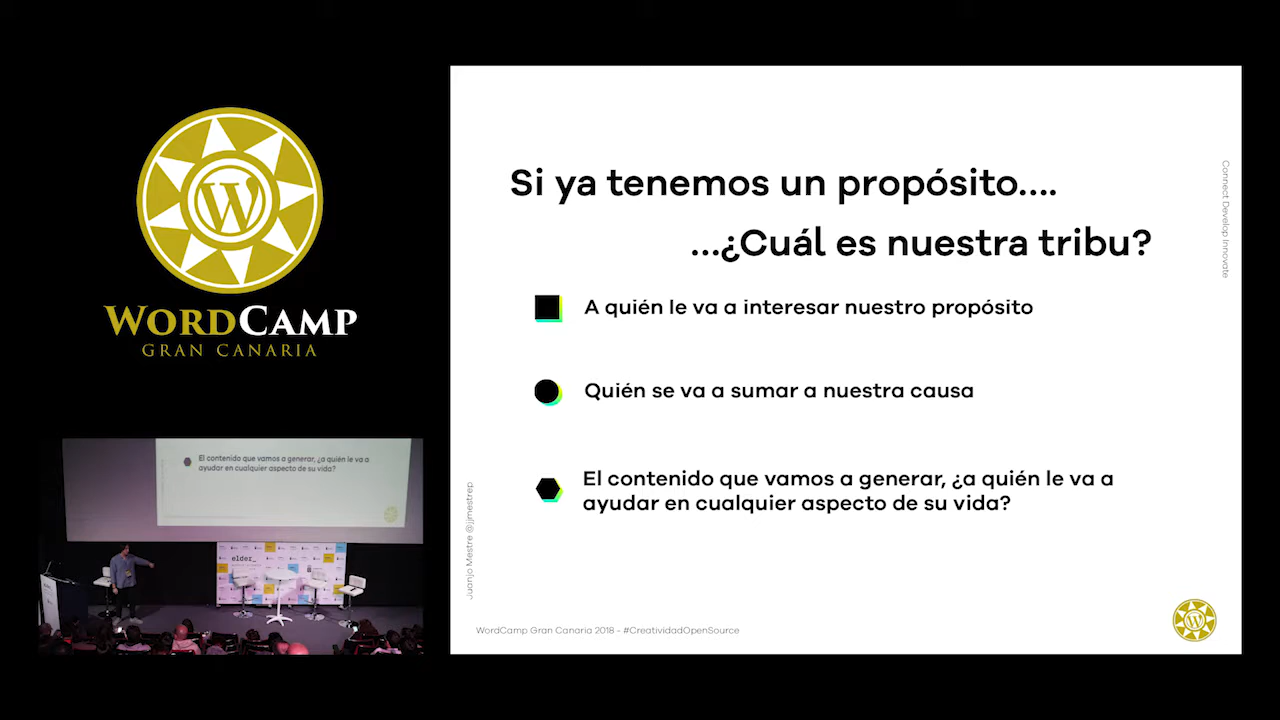 WORDCAMP
GRAN CANARIA
Si ya tenemos un propósito....
...¿Cuál es nuestra tribu?
A quién le va a interesar nuestro propósito
Quién se va a sumar a nuestra causa
El contenido que vamos a generar, ¿a quién le va a
ayudar en cualquier aspecto de su vida?
Connect Develop Innovate
Juanjo Mestre @jjmestrep
WordCamp Gran Canaria 2018 - #CreatividadOpenSource
El contenido que vamos a generar, ¿a quién le va a
ayudar en cualquier aspecto de su vida?
elder_